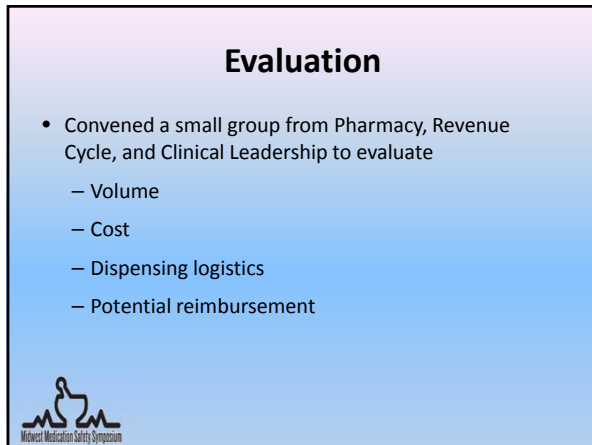 Evaluation
• Convened a small group from Pharmacy, Revenue
Cycle, and Clinical Leadership to evaluate
– Volume
– Cost
– Dispensing logistics
– Potential reimbursement
Midwest Medication Safety Symposium